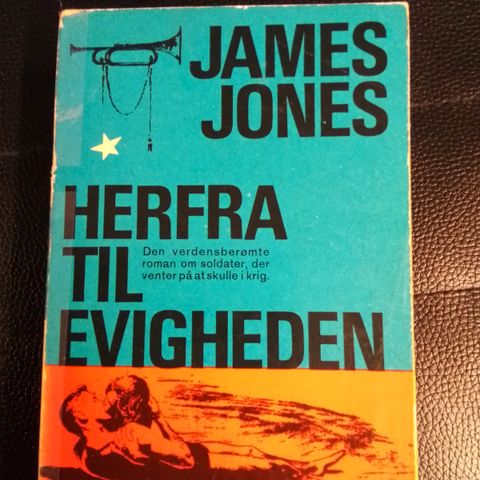 JAMES
JONES
HERFRA
TIL
Den verdensberømte
roman om soldater, der
venter på at skulle i krig.
EVIGHEDEN